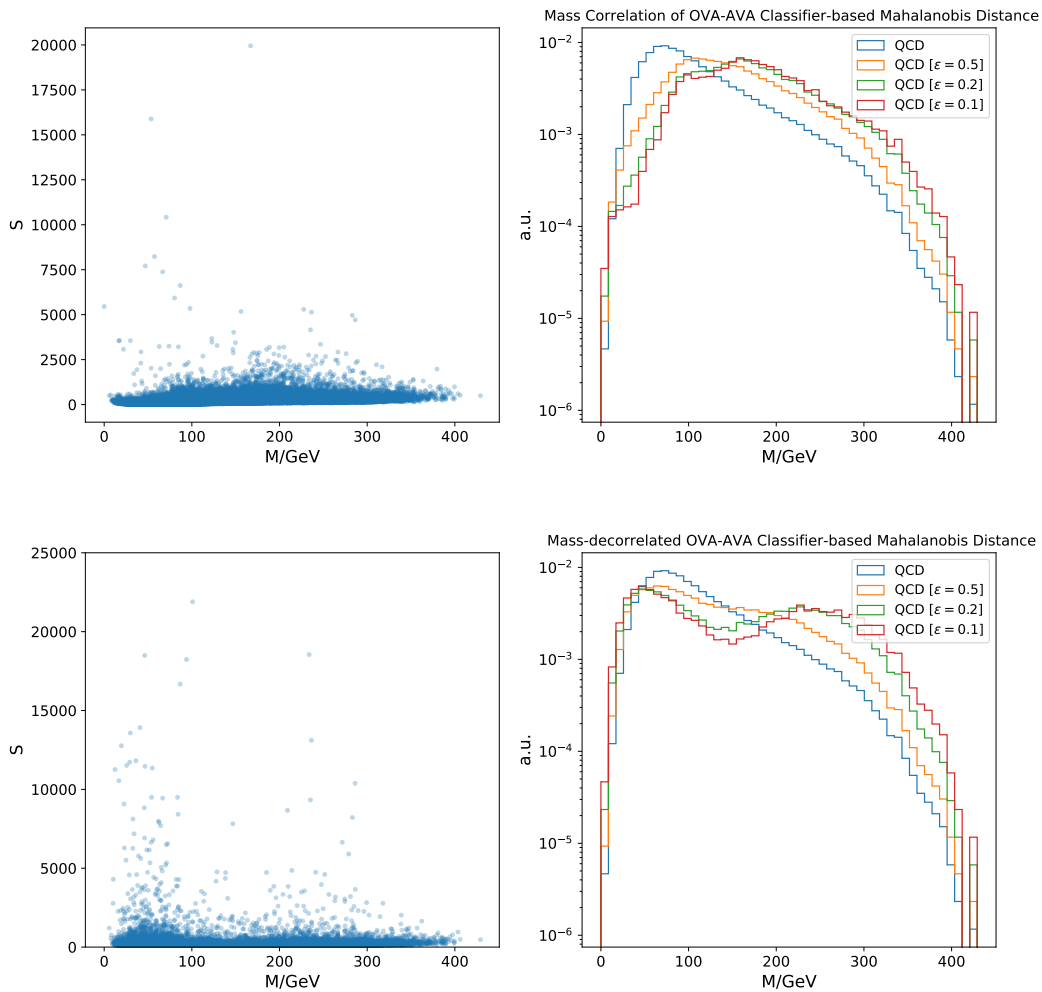 20000
17500
15000
12500
10000
7500
5000
2500
0
S
0 100 200 300 400
M/GeV
Mass Correlation of OVA-AVA Classifier-based Mahalanobis Distance
QCD
QCD [ε = 0.5]
QCD [ε = 0.2]
QCD [ε = 0.1]
10⁻²
10⁻³
10⁻⁴
10⁻⁵
10⁻⁶
a.u.
0 100 200 300 400
M/GeV
25000
20000
15000
10000
5000
0
S
0 100 200 300 400
M/GeV
Mass-decorrelated OVA-AVA Classifier-based Mahalanobis Distance
QCD
QCD [ε = 0.5]
QCD [ε = 0.2]
QCD [ε = 0.1]
10⁻²
10⁻³
10⁻⁴
10⁻⁵
10⁻⁶
a.u.
0 100 200 300 400
M/GeV